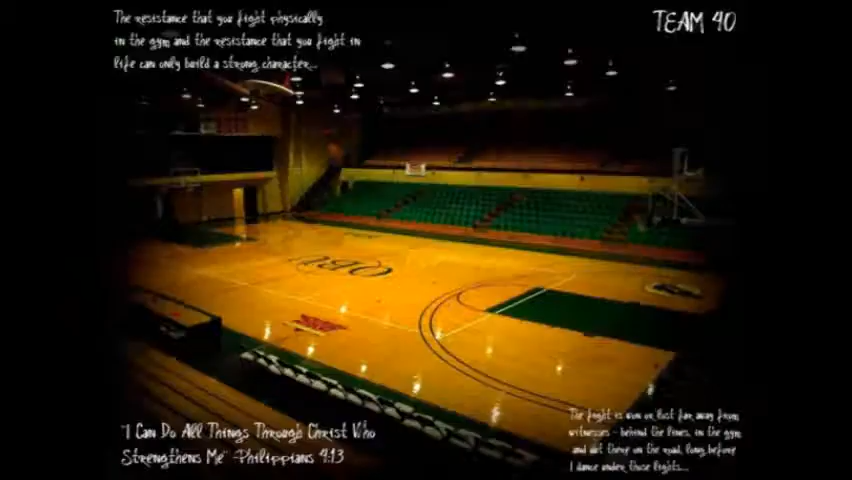 The resistance that you fight physically
in the gym and the resistance that you fight in
life can only build a strong character...
TEAM 40
OBU
"I Can Do All Things Through Christ Who
Strengthens Me" Philippians 4:13
The fight is won or lost far away from
witnesses - behind the lines, in the gym
and out there on the road, long before
I dance under those lights...